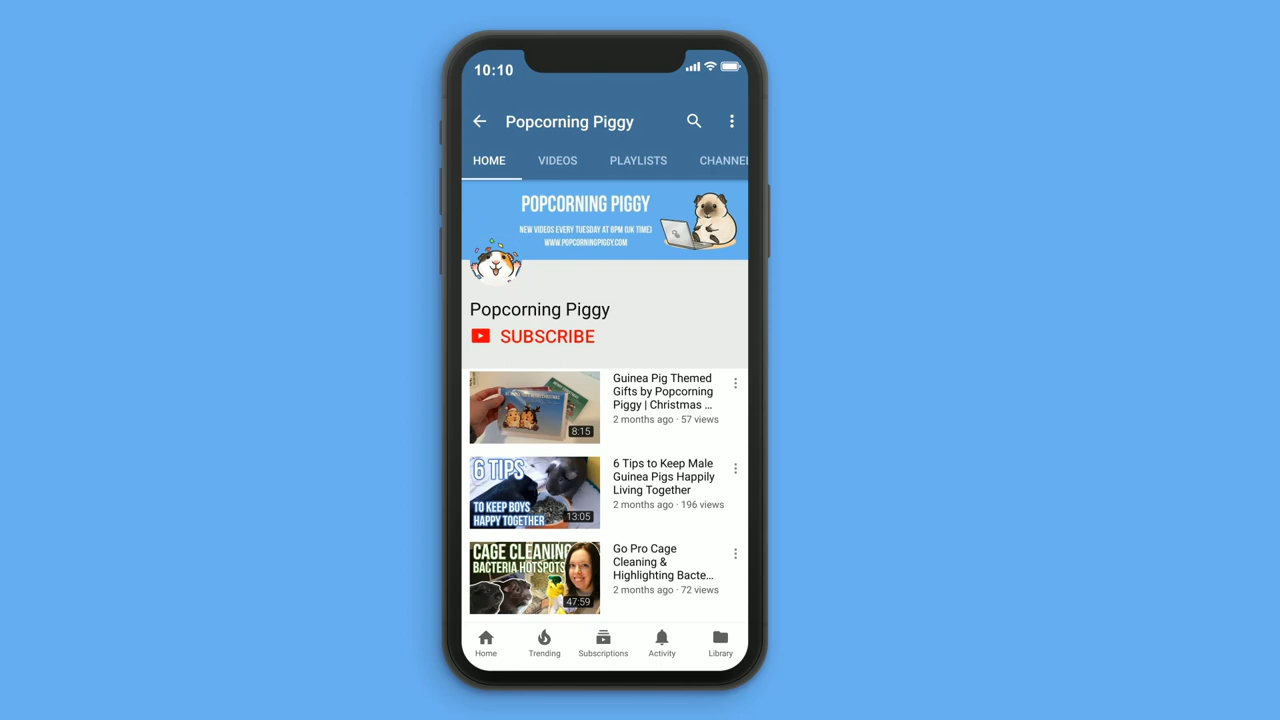 10:10
Popcorning Piggy
HOME VIDEOS PLAYLISTS CHANNEL
POPCORNING PIGGY
NEW VIDEOS EVERY TUESDAY AT 8PM (UK TIME)
WWW.POPCORNINGPIGGY.COM
Popcorning Piggy
SUBSCRIBE
8:15
Guinea Pig Themed
Gifts by Popcorning
Piggy | Christmas ...
2 months ago · 57 views
6 TIPS
TO KEEP BOYS
HAPPY TOGETHER
13:05
6 Tips to Keep Male
Guinea Pigs Happily
Living Together
2 months ago · 196 views
CAGE CLEANING
BACTERIA HOTSPOTS
47:59
Go Pro Cage
Cleaning &
Highlighting Bacte...
2 months ago · 72 views
Home Trending Subscriptions Activity Library